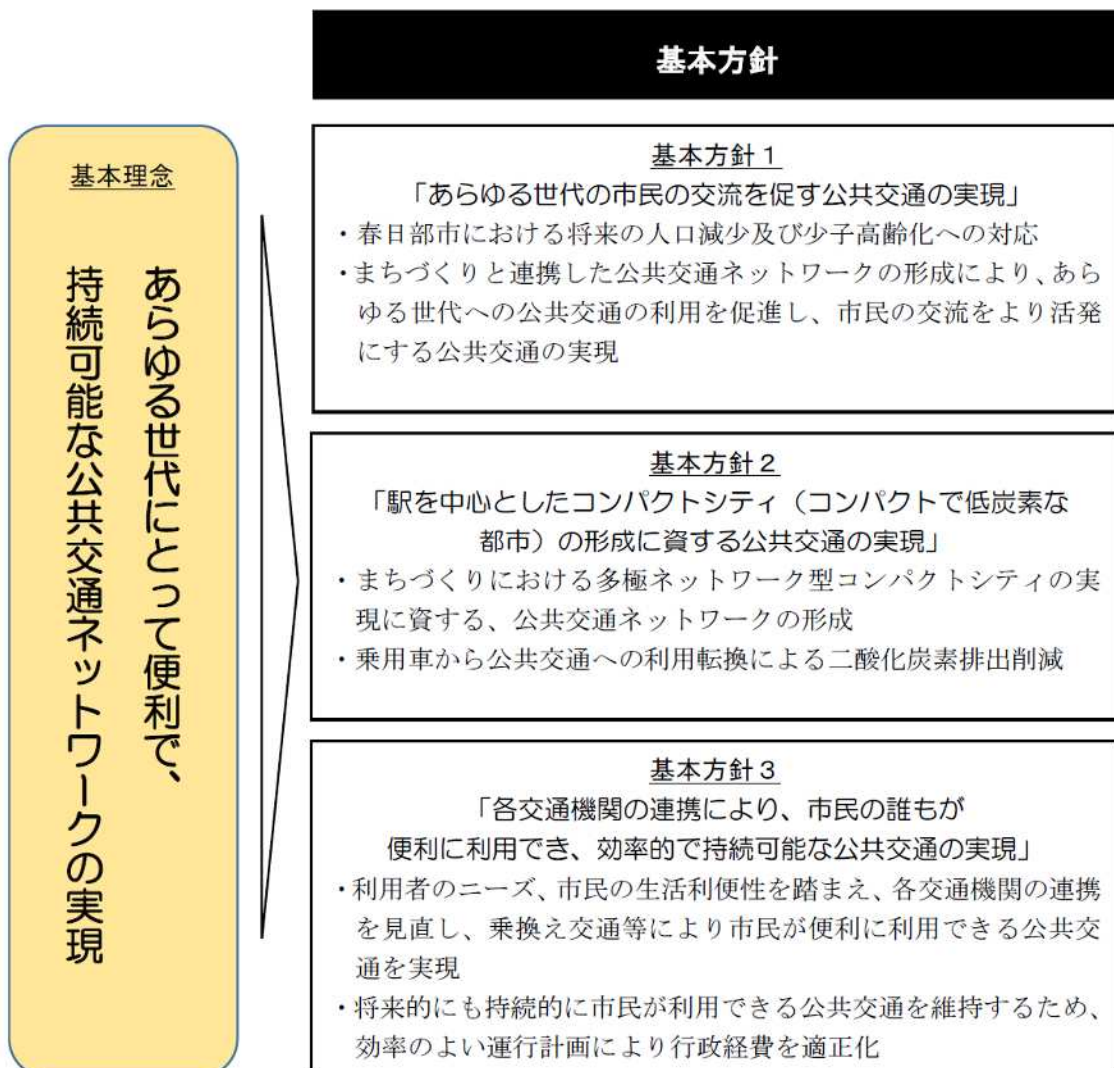 基本方針
基本理念
あらゆる世代にとって便利で、
持続可能な公共交通ネットワークの実現
基本方針１
「あらゆる世代の市民の交流を促す公共交通の実現」
・春日部市における将来の人口減少及び少子高齢化への対応
・まちづくりと連携した公共交通ネットワークの形成により、あら
ゆる世代への公共交通の利用を促進し、市民の交流をより活発
にする公共交通の実現
基本方針２
「駅を中心としたコンパクトシティ（コンパクトで低炭素な
都市）の形成に資する公共交通の実現」
・まちづくりにおける多極ネットワーク型コンパクトシティの実
現に資する、公共交通ネットワークの形成
・乗用車から公共交通への利用転換による二酸化炭素排出削減
基本方針３
「各交通機関の連携により、市民の誰もが
便利に利用でき、効率的で持続可能な公共交通の実現」
・利用者のニーズ、市民の生活利便性を踏まえ、各交通機関の連携
を見直し、乗換え交通等により市民が便利に利用できる公共交
通を実現
・将来的にも持続的に市民が利用できる公共交通を維持するため、
効率のよい運行計画により行政経費を適正化